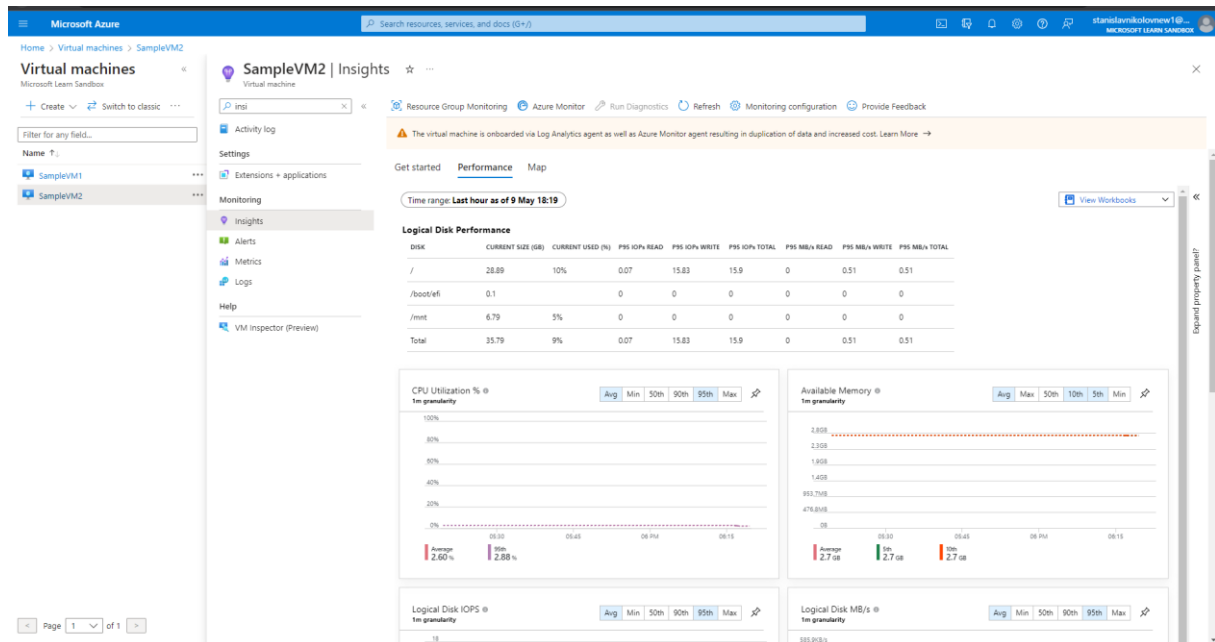 Microsoft Azure
Search resources, services, and docs (G+/)
stanislavnikolovnew1@...
MICROSOFT LEARN SANDBOX
Home > Virtual machines > SampleVM2
Virtual machines
Microsoft Learn Sandbox
Create
Switch to classic
Filter for any field...
Name ↑↓
SampleVM1
SampleVM2
Page 1 of 1
SampleVM2 | Insights
Virtual machine
insi
Activity log
Settings
Extensions + applications
Monitoring
Insights
Alerts
Metrics
Logs
Help
VM Inspector (Preview)
Resource Group Monitoring Azure Monitor Run Diagnostics Refresh Monitoring configuration Provide Feedback
The virtual machine is onboarded via Log Analytics agent as well as Azure Monitor agent resulting in duplication of data and increased cost. Learn More →
Get started Performance Map
Time range: Last hour as of 9 May 18:19
View Workbooks
Expand property panel?
Logical Disk Performance
DISK CURRENT SIZE (GB) CURRENT USED (%) P95 IOPs READ P95 IOPs WRITE P95 IOPs TOTAL P95 MB/s READ P95 MB/s WRITE P95 MB/s TOTAL
/ 28.89 10% 0.07 15.83 15.9 0 0.51 0.51
/boot/efi 0.1 0 0 0 0 0 0
/mnt 6.79 5% 0 0 0 0 0 0
Total 35.79 9% 0.07 15.83 15.9 0 0.51 0.51
CPU Utilization %
1m granularity
Avg Min 50th 90th 95th Max
100%
80%
60%
40%
20%
0%
05:30 05:45 06 PM 06:15
Average 95th
2.60 % 2.88 %
Available Memory
1m granularity
Avg Max 50th 10th 5th Min
2.8GB
2.3GB
1.9GB
1.4GB
953.7MB
476.8MB
0B
05:30 05:45 06 PM 06:15
Average 5th 10th
2.7 GB 2.7 GB 2.7 GB
Logical Disk IOPS
1m granularity
Avg Min 50th 90th 95th Max
18
Logical Disk MB/s
1m granularity
Avg Min 50th 90th 95th Max